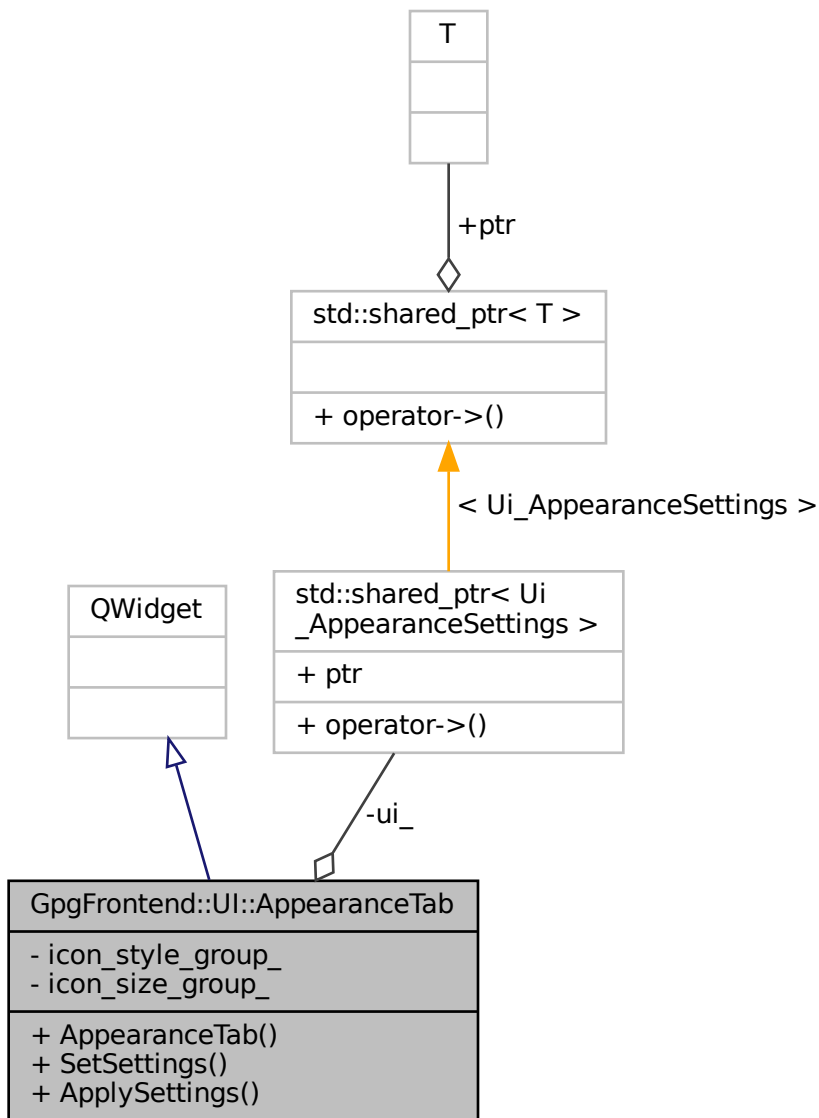 T
+ptr
std::shared_ptr< T >
+ operator->()
< Ui_AppearanceSettings >
std::shared_ptr< Ui
_AppearanceSettings >
+ ptr
+ operator->()
QWidget
-ui_
GpgFrontend::UI::AppearanceTab
- icon_style_group_
- icon_size_group_
+ AppearanceTab()
+ SetSettings()
+ ApplySettings()